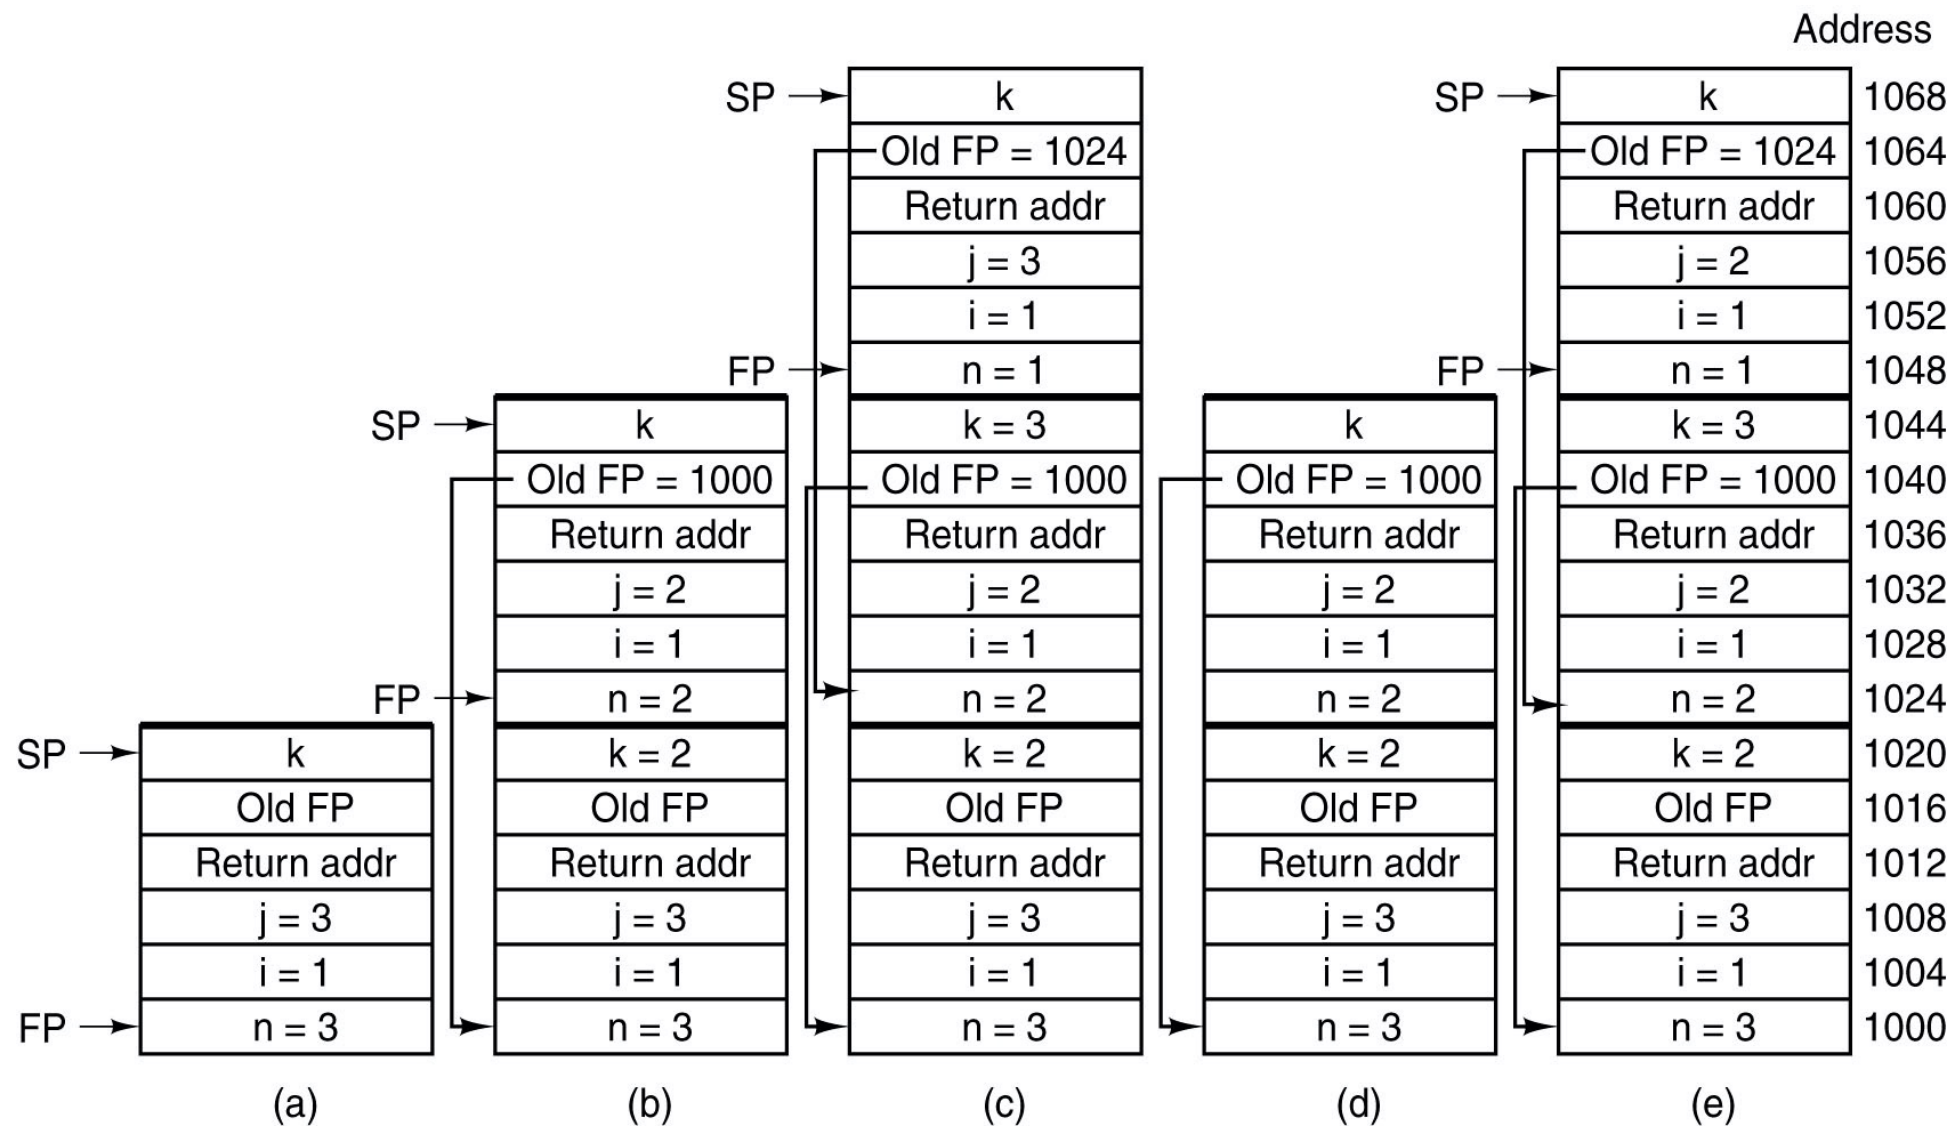 Address
SP k SP k 1068
Old FP = 1024 Old FP = 1024 1064
Return addr Return addr 1060
j = 3 j = 2 1056
i = 1 i = 1 1052
FP n = 1 FP n = 1 1048
SP k k = 3 k k = 3 1044
Old FP = 1000 Old FP = 1000 Old FP = 1000 Old FP = 1000 1040
Return addr Return addr Return addr Return addr 1036
j = 2 j = 2 j = 2 j = 2 1032
i = 1 i = 1 i = 1 i = 1 1028
FP n = 2 n = 2 n = 2 n = 2 1024
SP k k = 2 k = 2 k = 2 k = 2 1020
Old FP Old FP Old FP Old FP Old FP 1016
Return addr Return addr Return addr Return addr Return addr 1012
j = 3 j = 3 j = 3 j = 3 j = 3 1008
i = 1 i = 1 i = 1 i = 1 i = 1 1004
FP n = 3 n = 3 n = 3 n = 3 n = 3 1000
(a) (b) (c) (d) (e)